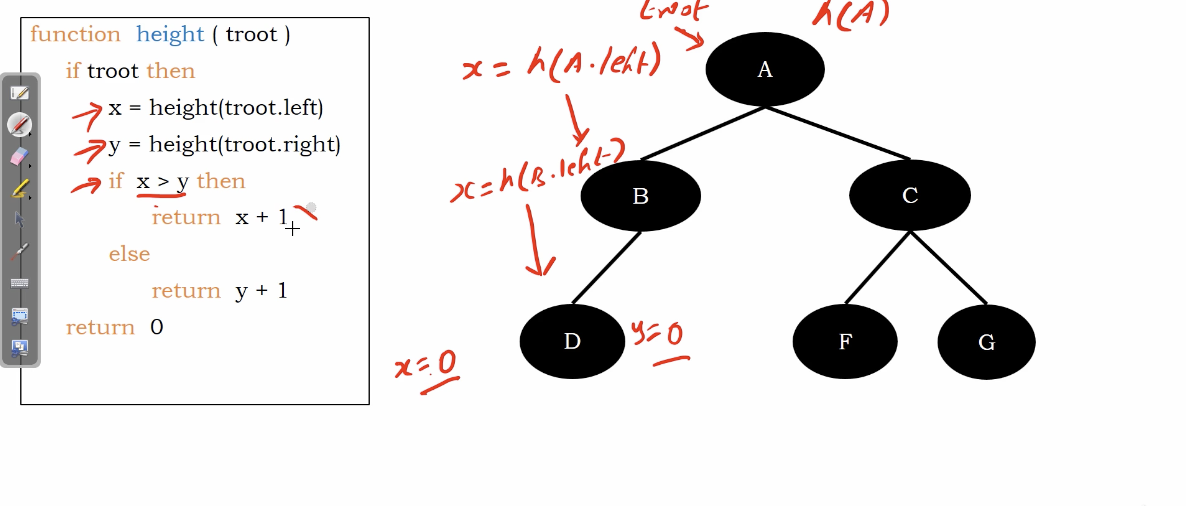 function height ( troot )
if troot then
x = height(troot.left)
y = height(troot.right)
if x > y then
return x + 1
else
return y + 1
return 0
troot
h(A)
x = h(A.left)
x=h(B.left)
x=0
y=0
A
B
C
D
F
G